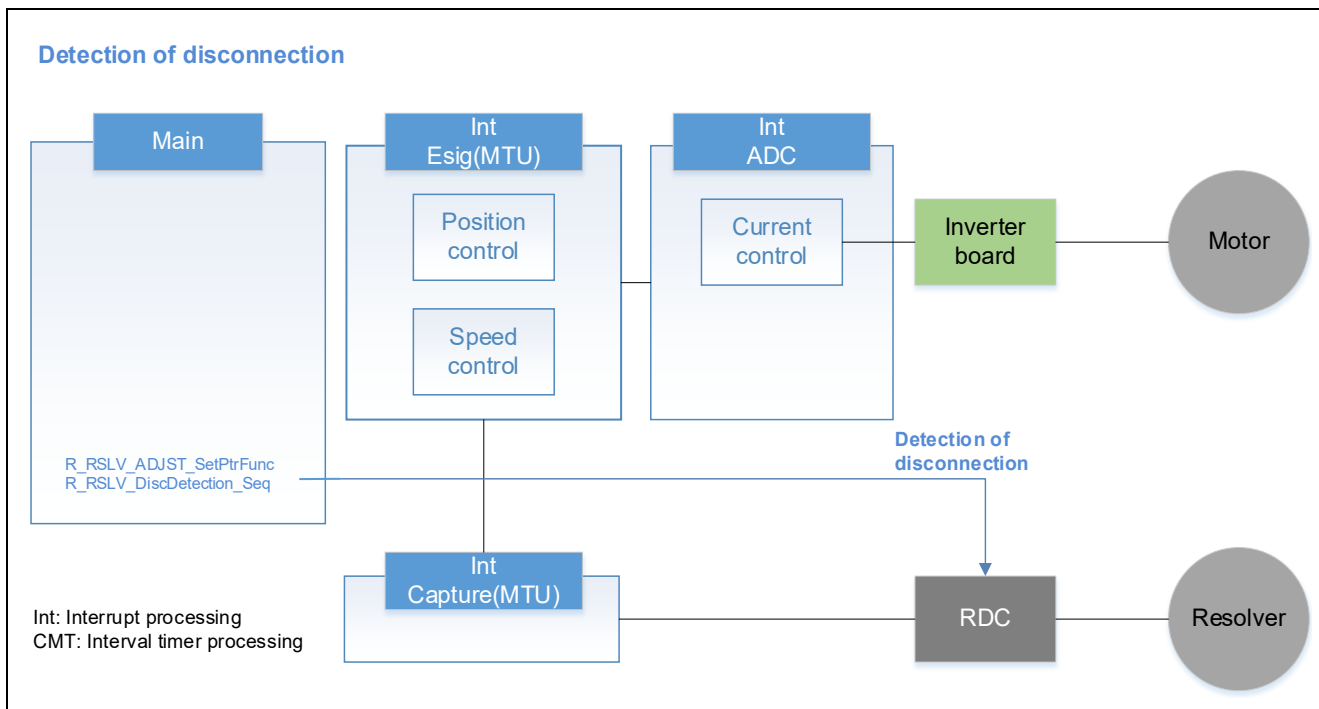 Detection of disconnection
Main
Int
Esig(MTU)
Int
ADC
Position
control
Current
control
Inverter
board
Motor
Speed
control
Detection of
disconnection
R_RSLV_ADJST_SetPtrFunc
R_RSLV_DiscDetection_Seq
Int
Capture(MTU)
RDC
Resolver
Int: Interrupt processing
CMT: Interval timer processing